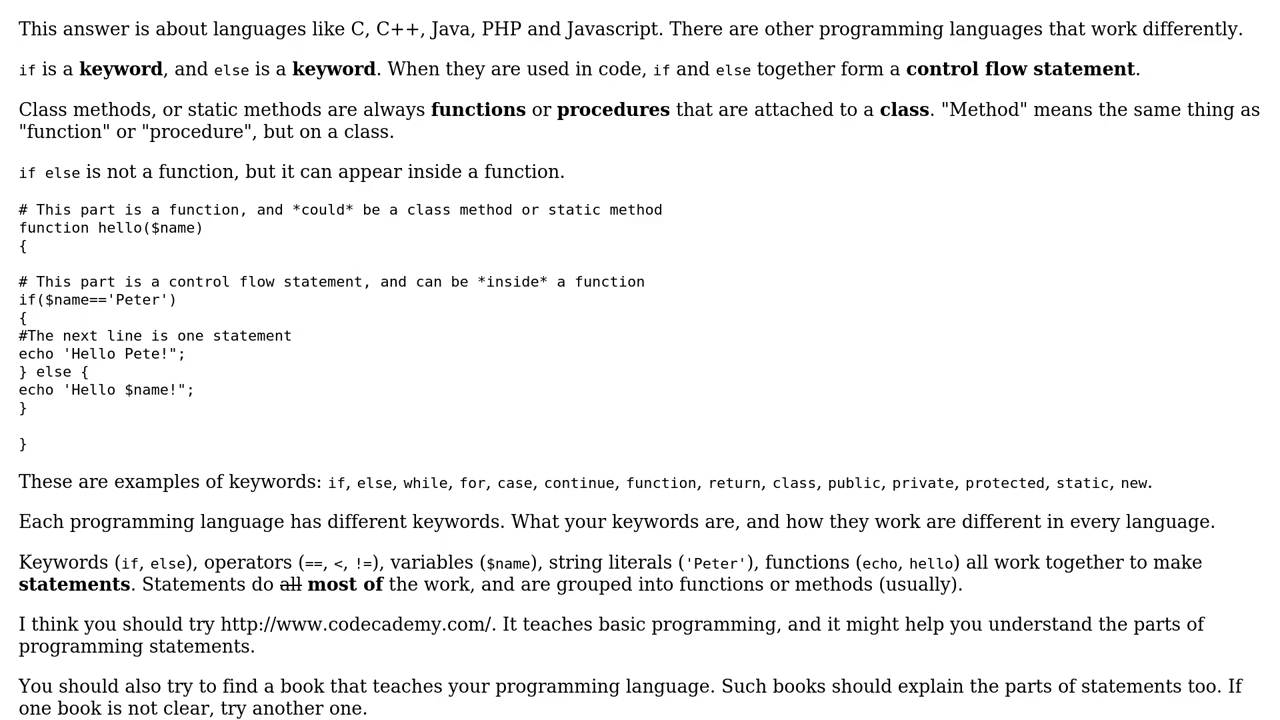 This answer is about languages like C, C++, Java, PHP and Javascript. There are other programming languages that work differently.
if is a keyword, and else is a keyword. When they are used in code, if and else together form a control flow statement.
Class methods, or static methods are always functions or procedures that are attached to a class. "Method" means the same thing as
"function" or "procedure", but on a class.
if else is not a function, but it can appear inside a function.
# This part is a function, and *could* be a class method or static method
function hello($name)
{
# This part is a control flow statement, and can be *inside* a function
if($name=='Peter')
{
#The next line is one statement
echo 'Hello Pete!";
} else {
echo 'Hello $name!";
}
}
These are examples of keywords: if, else, while, for, case, continue, function, return, class, public, private, protected, static, new.
Each programming language has different keywords. What your keywords are, and how they work are different in every language.
Keywords (if, else), operators (==, <, !=), variables ($name), string literals ('Peter'), functions (echo, hello) all work together to make
statements. Statements do all most of the work, and are grouped into functions or methods (usually).
I think you should try http://www.codecademy.com/. It teaches basic programming, and it might help you understand the parts of
programming statements.
You should also try to find a book that teaches your programming language. Such books should explain the parts of statements too. If
one book is not clear, try another one.